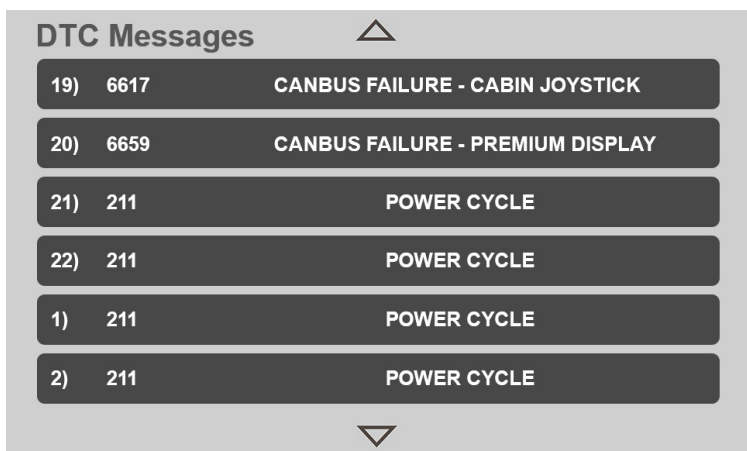 DTC Messages
19) 6617 CANBUS FAILURE - CABIN JOYSTICK
20) 6659 CANBUS FAILURE - PREMIUM DISPLAY
21) 211 POWER CYCLE
22) 211 POWER CYCLE
1) 211 POWER CYCLE
2) 211 POWER CYCLE